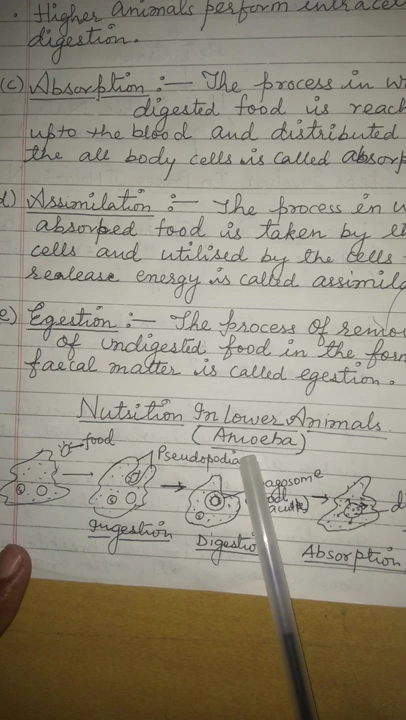 . Higher Animals perform intracel
digestion.
(c) Absorption :— The process in w
digested food is reach
upto the blood and distributed
the all body cells is called absorp
d) Assimilation :— The process in w
absorbed food is taken by the
cells and utilised by the cells
realease energy is called assimila
e) Egestion :— The process of remo
of undigested food in the form
faecal matter is called egestion.
Nutrition In Lower Animals
(Amoeba)
food
Pseudopodia
agosome
Ingestion
Digestio
Absorption